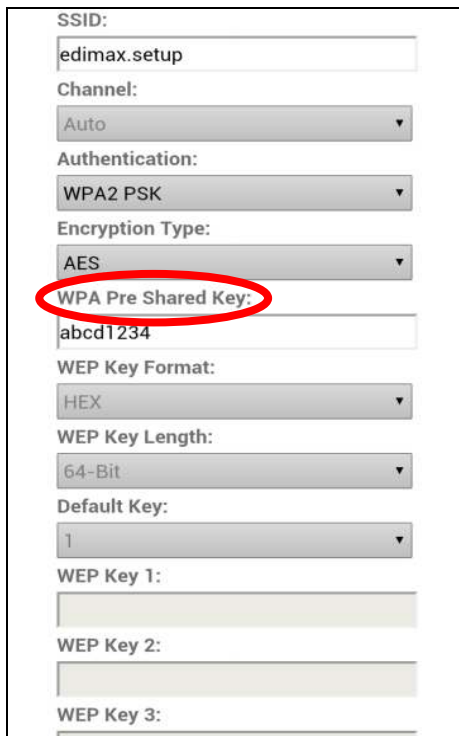 SSID:
edimax.setup
Channel:
Auto
Authentication:
WPA2 PSK
Encryption Type:
AES
WPA Pre Shared Key:
abcd1234
WEP Key Format:
HEX
WEP Key Length:
64-Bit
Default Key:
1
WEP Key 1:
WEP Key 2:
WEP Key 3: